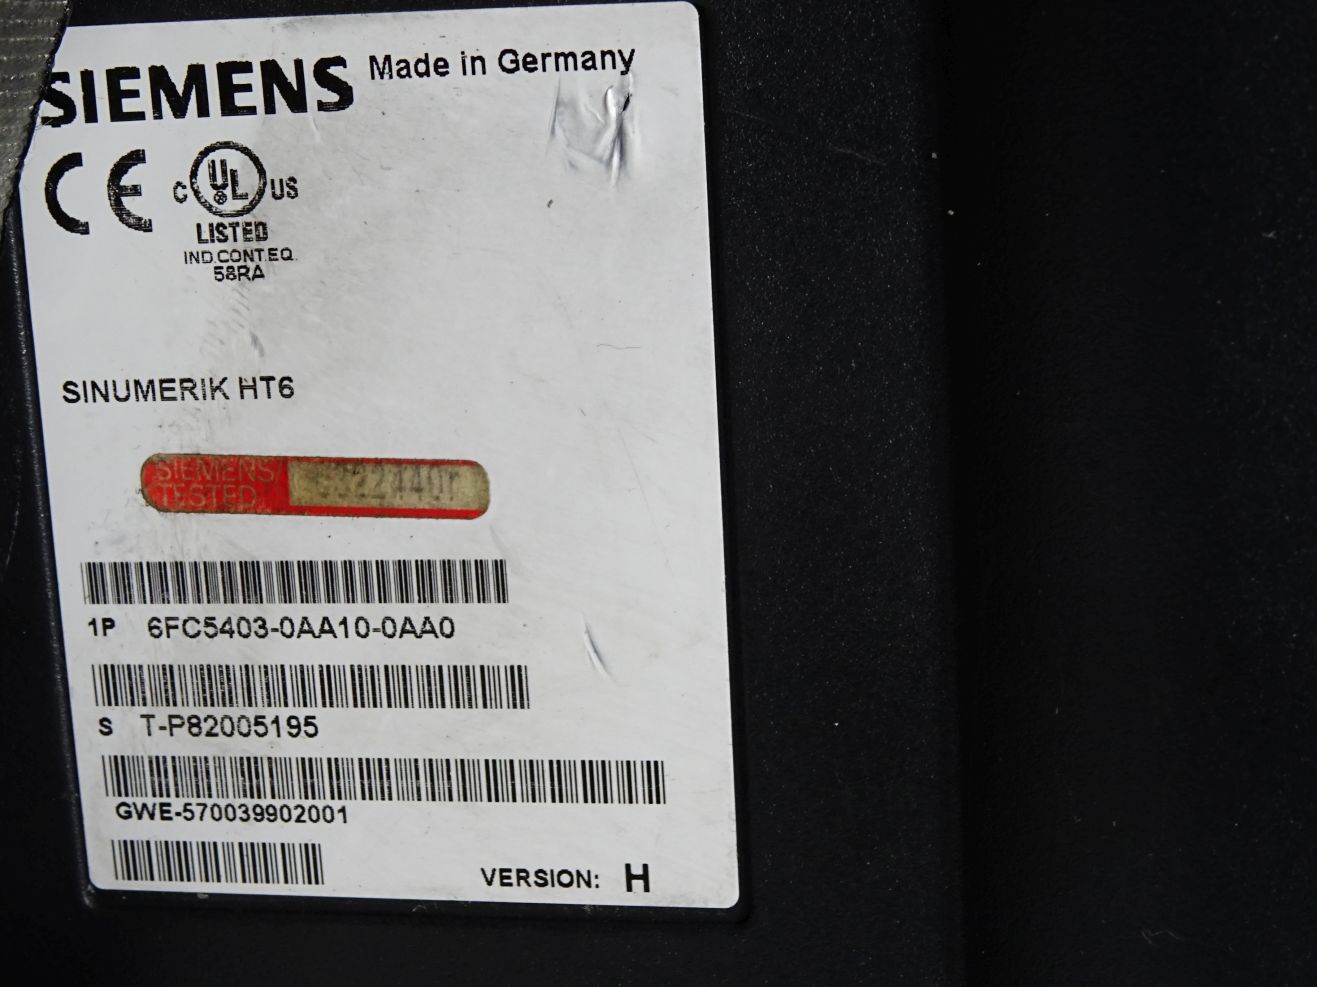 SIEMENS Made in Germany
CE
C UL US
LISTED
IND.CONT.EQ.
58RA
SINUMERIK HT6
SIEMENS
TESTED
1P 6FC5403-0AA10-0AA0
S T-P82005195
GWE-570039902001
VERSION: H